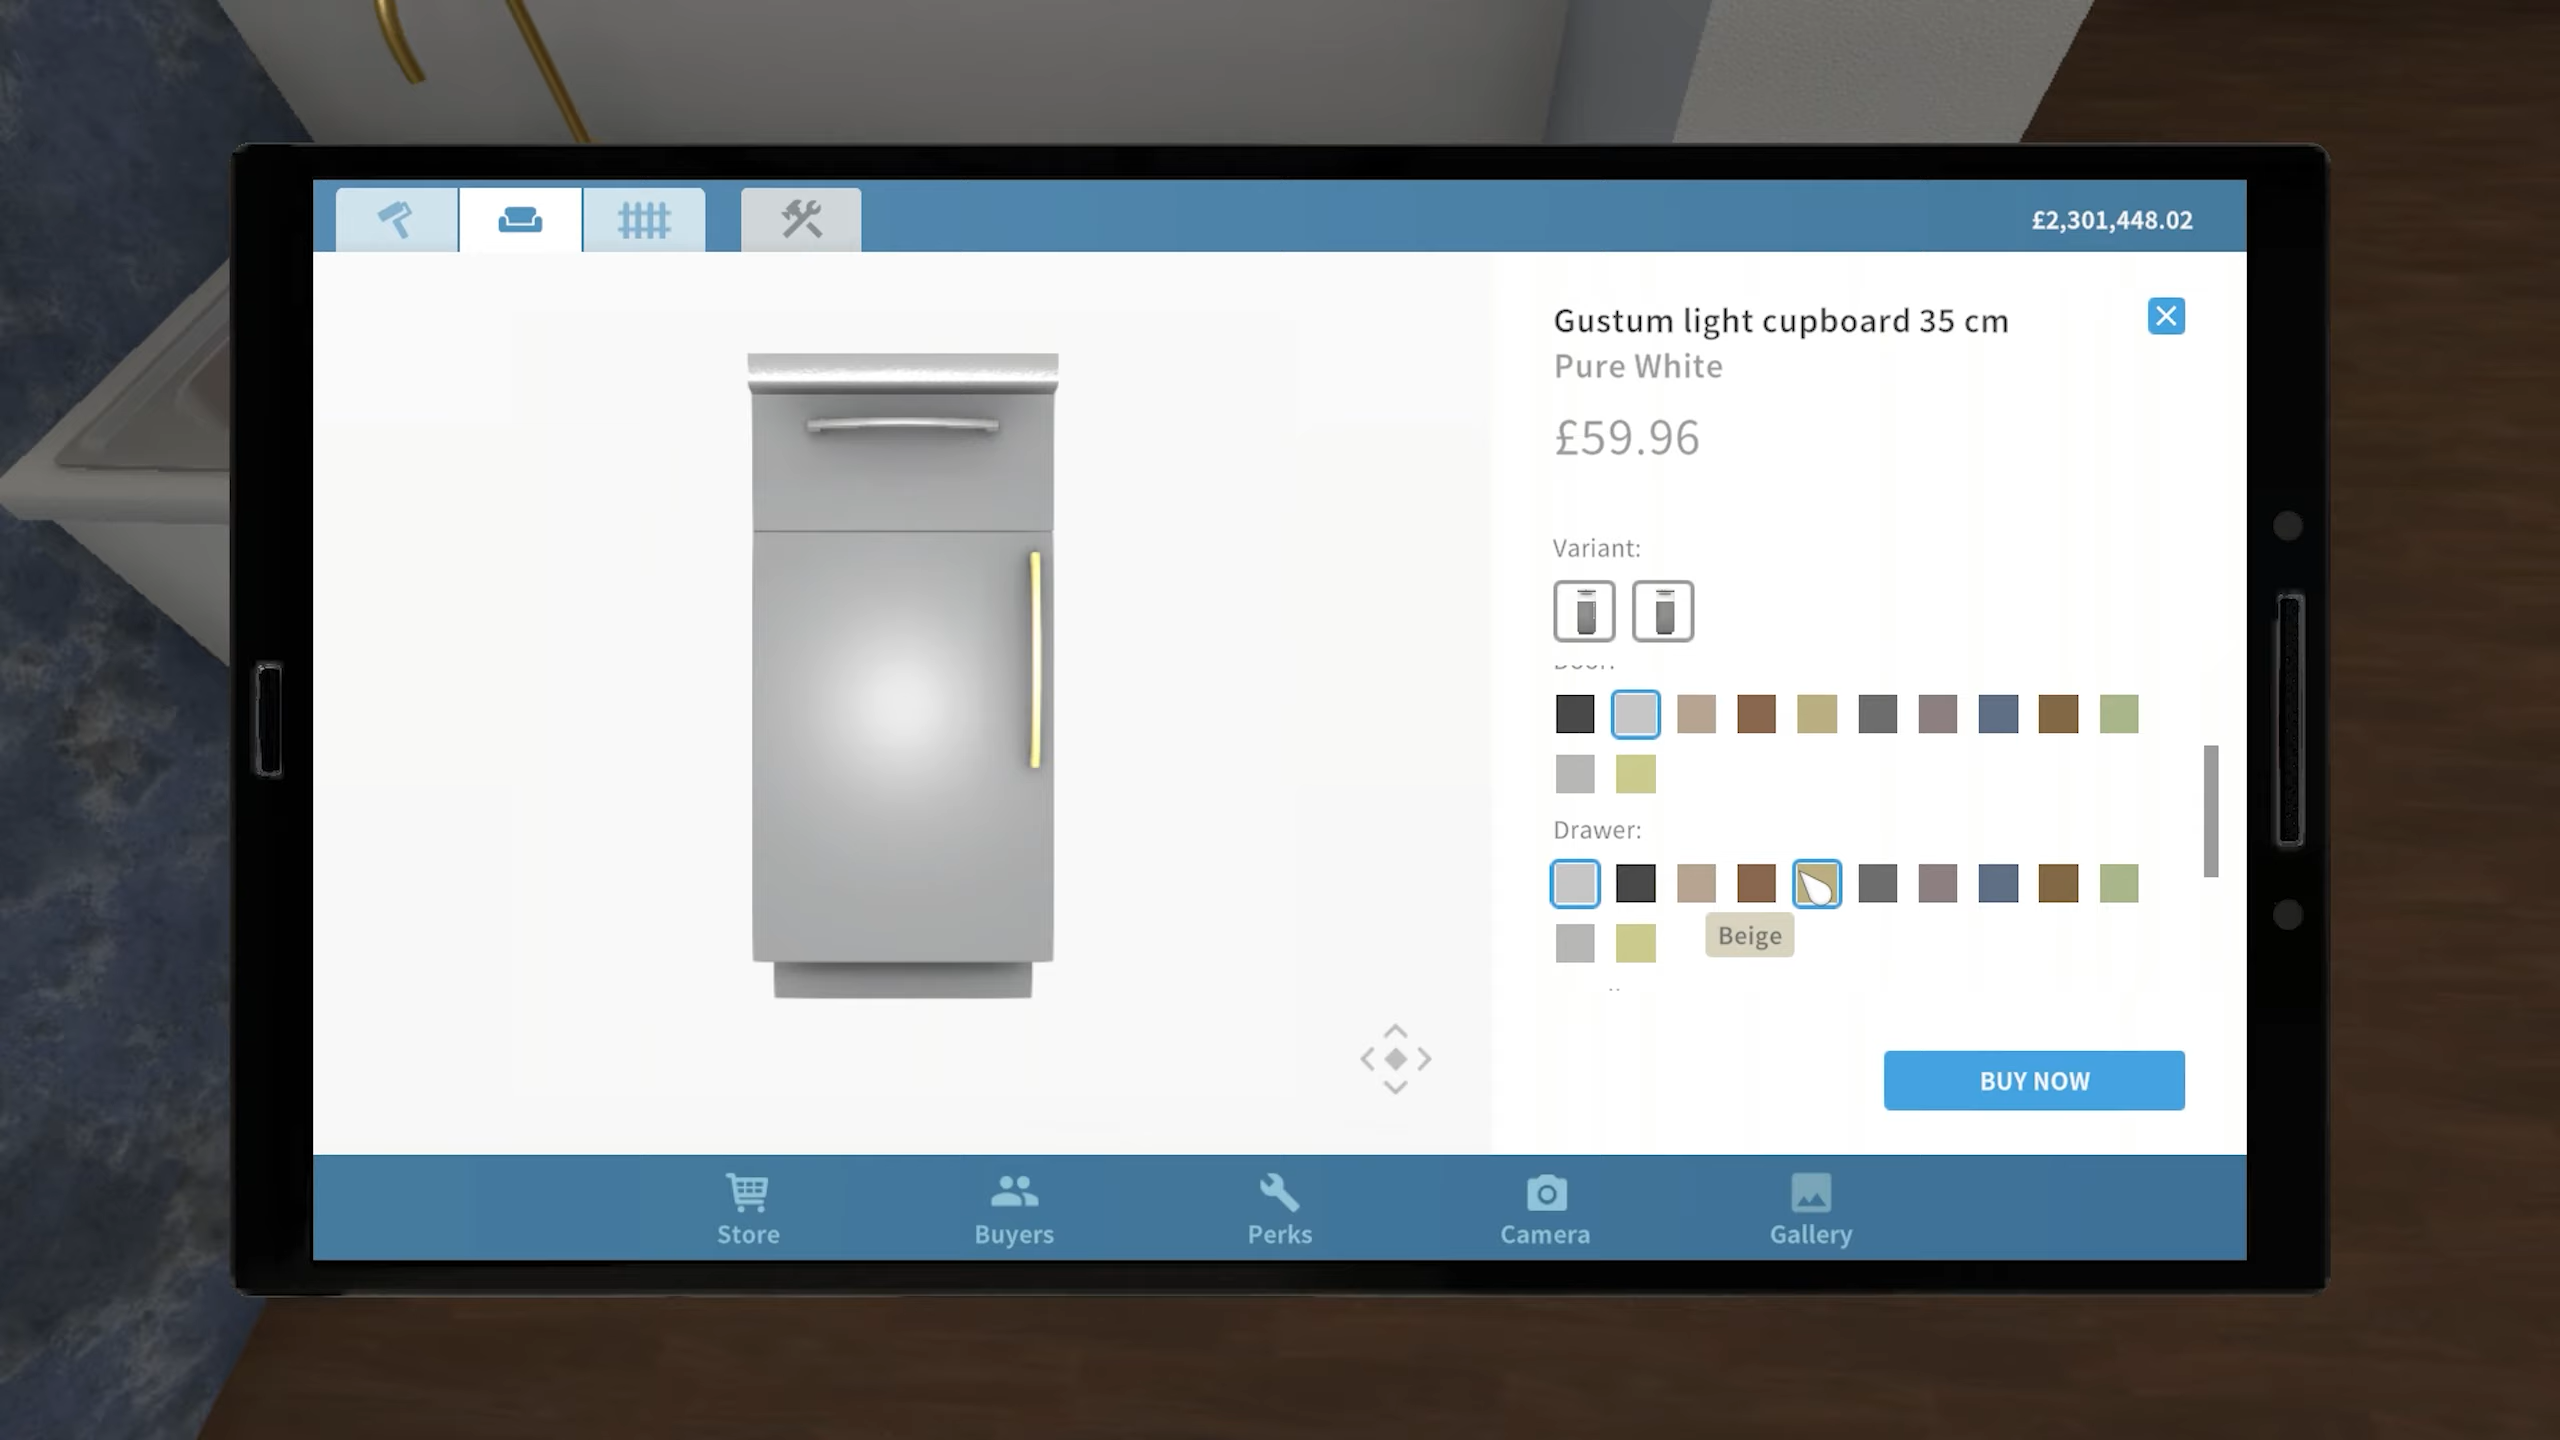 £2,301,448.02
Gustum light cupboard 35 cm
Pure White
£59.96
Variant:
Drawer:
Beige
BUY NOW
Store
Buyers
Perks
Camera
Gallery